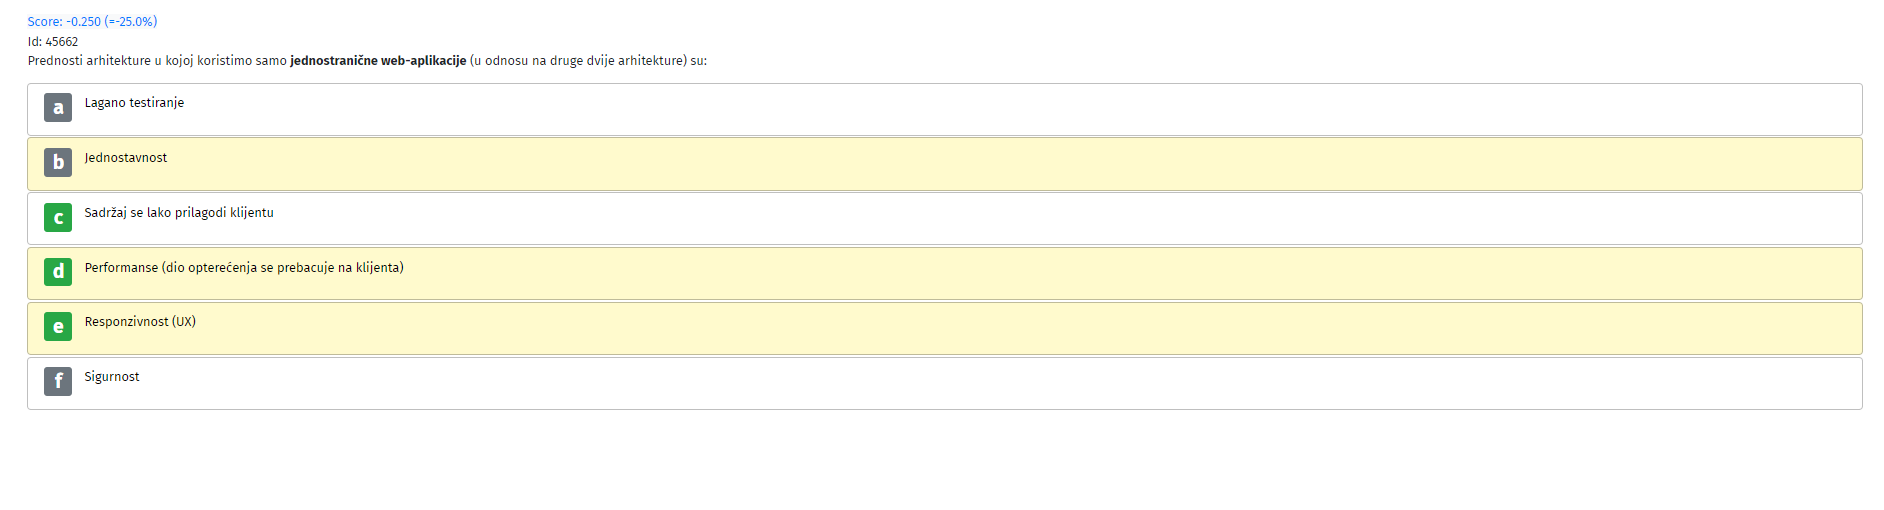 Score: -0.250 (=-25.0%)
Id: 45662
Prednosti arhitekture u kojoj koristimo samo jednostranične web-aplikacije (u odnosu na druge dvije arhitekture) su:
a Lagano testiranje
b Jednostavnost
c Sadržaj se lako prilagodi klijentu
d Performanse (dio opterećenja se prebacuje na klijenta)
e Responzivnost (UX)
f Sigurnost